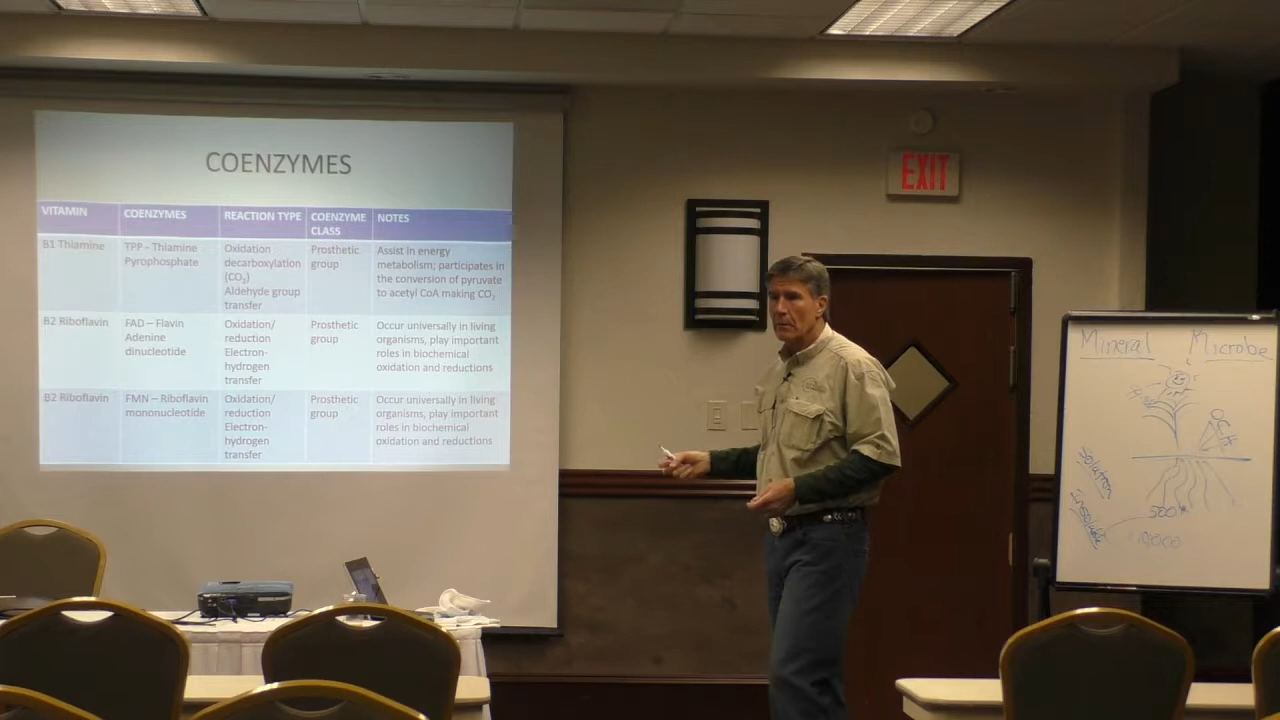 COENZYMES
VITAMIN COENZYMES REACTION TYPE COENZYME CLASS NOTES
B1 Thiamine
TPP - Thiamine
Pyrophosphate
Oxidation
decarboxylation
(CO₂)
Aldehyde group
transfer
Prosthetic
group
Assist in energy
metabolism; participates in
the conversion of pyruvate
to acetyl CoA making CO₂
B2 Riboflavin
FAD – Flavin
Adenine
dinucleotide
Oxidation/
reduction
Electron-
hydrogen
transfer
Prosthetic
group
Occur universally in living
organisms, play important
roles in biochemical
oxidation and reductions
B2 Riboflavin
FMN – Riboflavin
mononucleotide
Oxidation/
reduction
Electron-
hydrogen
transfer
Prosthetic
group
Occur universally in living
organisms, play important
roles in biochemical
oxidation and reductions
EXIT
Mineral Microbe
solution